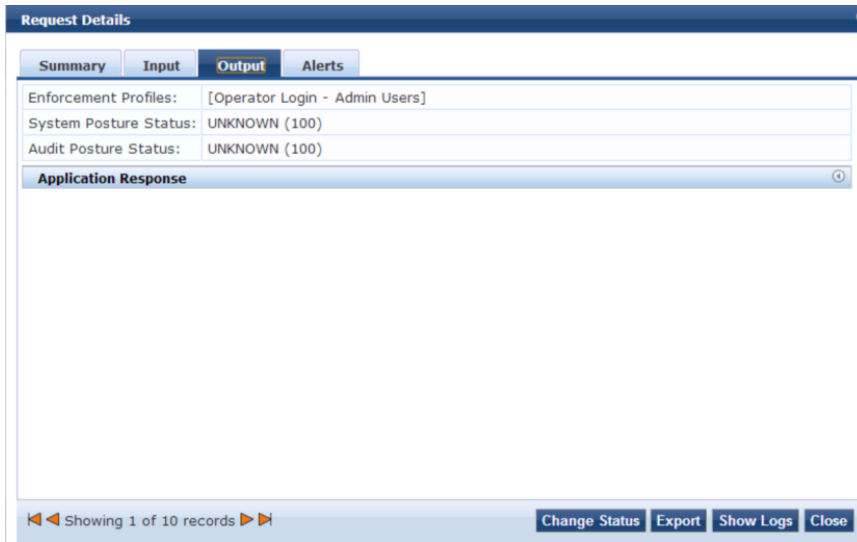 Request Details
Summary Input Output Alerts
Enforcement Profiles: [Operator Login - Admin Users]
System Posture Status: UNKNOWN (100)
Audit Posture Status: UNKNOWN (100)
Application Response
Showing 1 of 10 records Change Status Export Show Logs Close